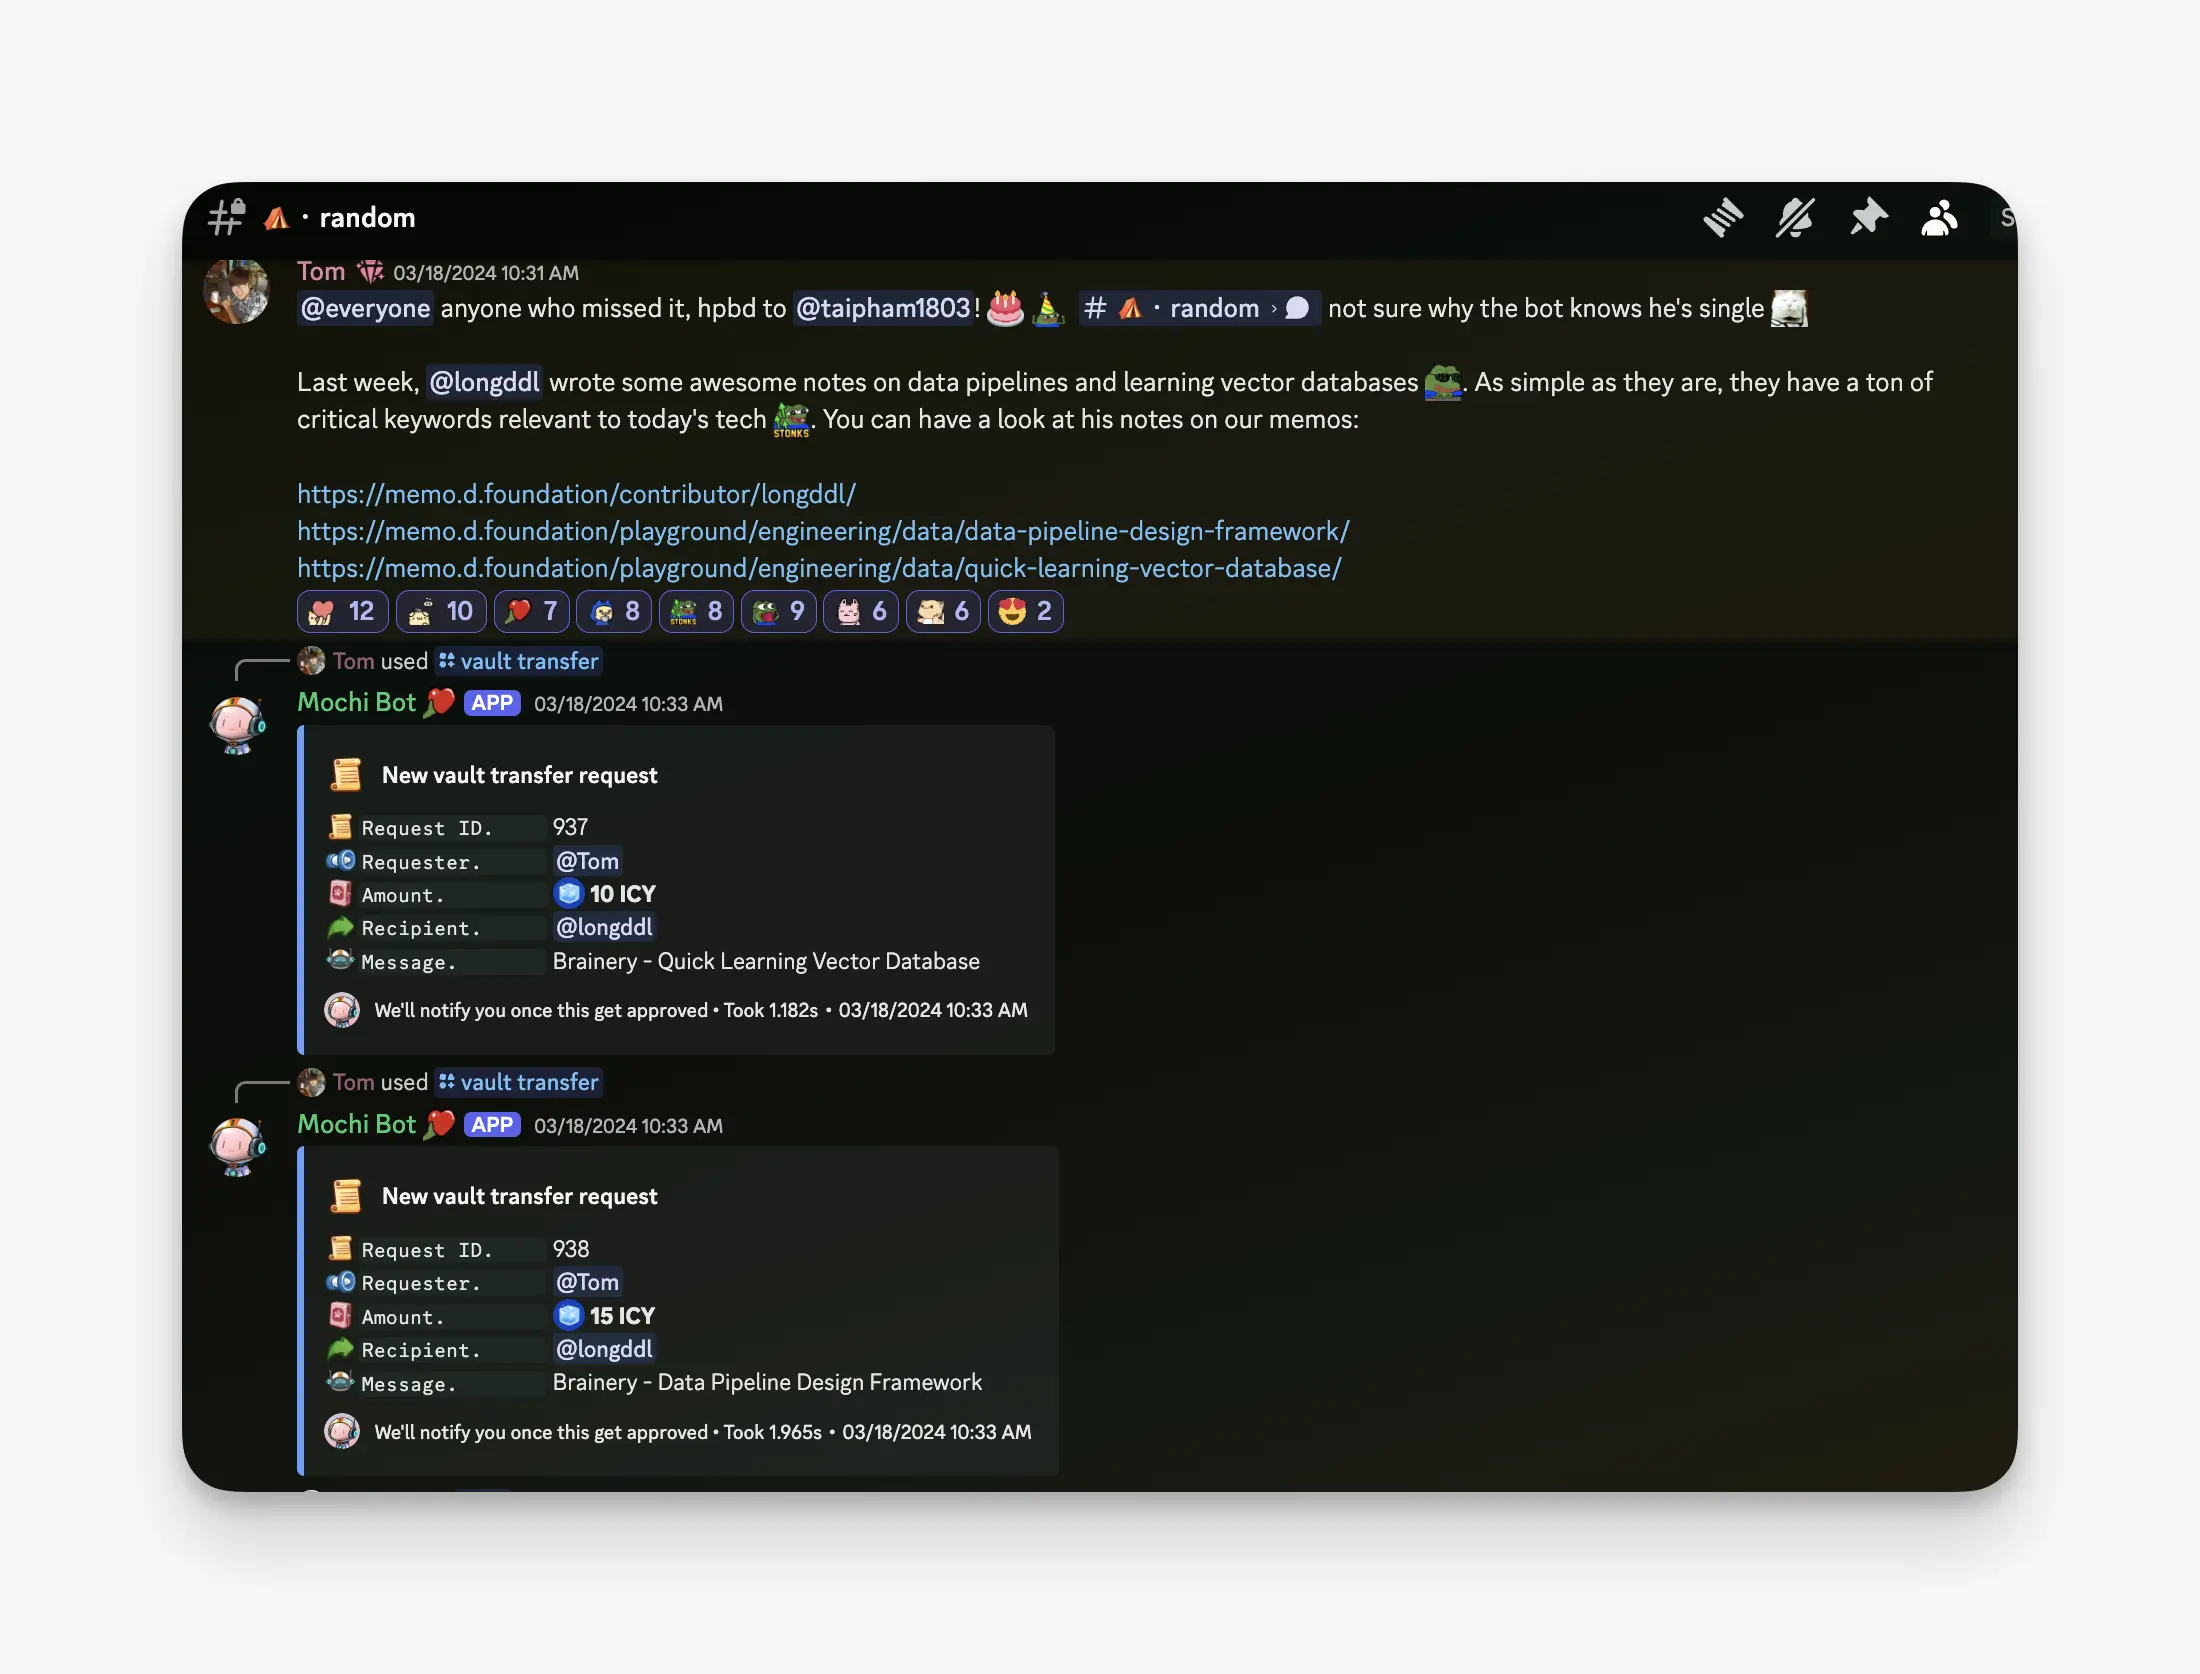 · random
S
Tom 03/18/2024 10:31 AM
@everyone anyone who missed it, hpbd to @taipham1803! # · random › not sure why the bot knows he's single
Last week, @longddl wrote some awesome notes on data pipelines and learning vector databases . As simple as they are, they have a ton of
critical keywords relevant to today's tech STONKS. You can have a look at his notes on our memos:
https://memo.d.foundation/contributor/longddl/
https://memo.d.foundation/playground/engineering/data/data-pipeline-design-framework/
https://memo.d.foundation/playground/engineering/data/quick-learning-vector-database/
12 10 7 8 STONKS 8 9 6 6 2
Tom used vault transfer
Mochi Bot APP 03/18/2024 10:33 AM
New vault transfer request
Request ID. 937
Requester. @Tom
Amount. 10 ICY
Recipient. @longddl
Message. Brainery - Quick Learning Vector Database
We'll notify you once this get approved • Took 1.182s • 03/18/2024 10:33 AM
Tom used vault transfer
Mochi Bot APP 03/18/2024 10:33 AM
New vault transfer request
Request ID. 938
Requester. @Tom
Amount. 15 ICY
Recipient. @longddl
Message. Brainery - Data Pipeline Design Framework
We'll notify you once this get approved • Took 1.965s • 03/18/2024 10:33 AM